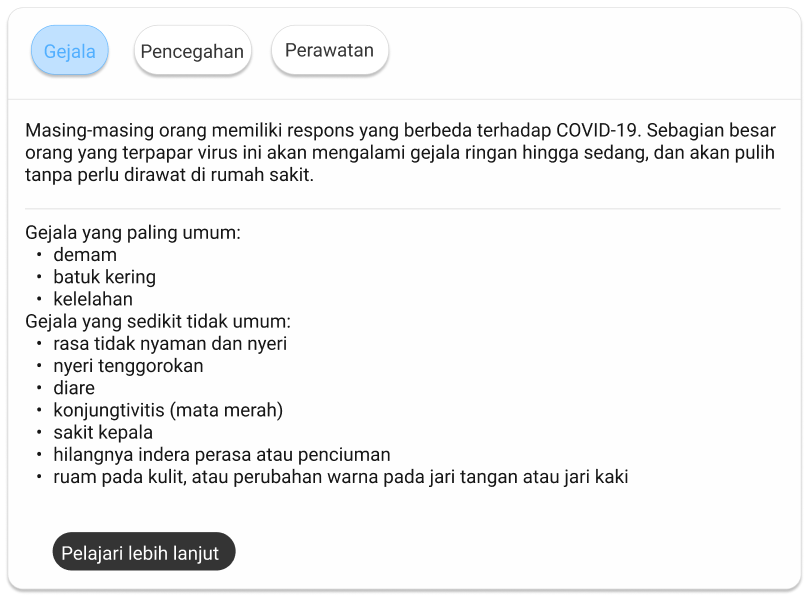 Gejala
Pencegahan
Perawatan
Masing-masing orang memiliki respons yang berbeda terhadap COVID-19. Sebagian besar
orang yang terpapar virus ini akan mengalami gejala ringan hingga sedang, dan akan pulih
tanpa perlu dirawat di rumah sakit.
Gejala yang paling umum:
• demam
• batuk kering
• kelelahan
Gejala yang sedikit tidak umum:
• rasa tidak nyaman dan nyeri
• nyeri tenggorokan
• diare
• konjungtivitis (mata merah)
• sakit kepala
• hilangnya indera perasa atau penciuman
• ruam pada kulit, atau perubahan warna pada jari tangan atau jari kaki
Pelajari lebih lanjut